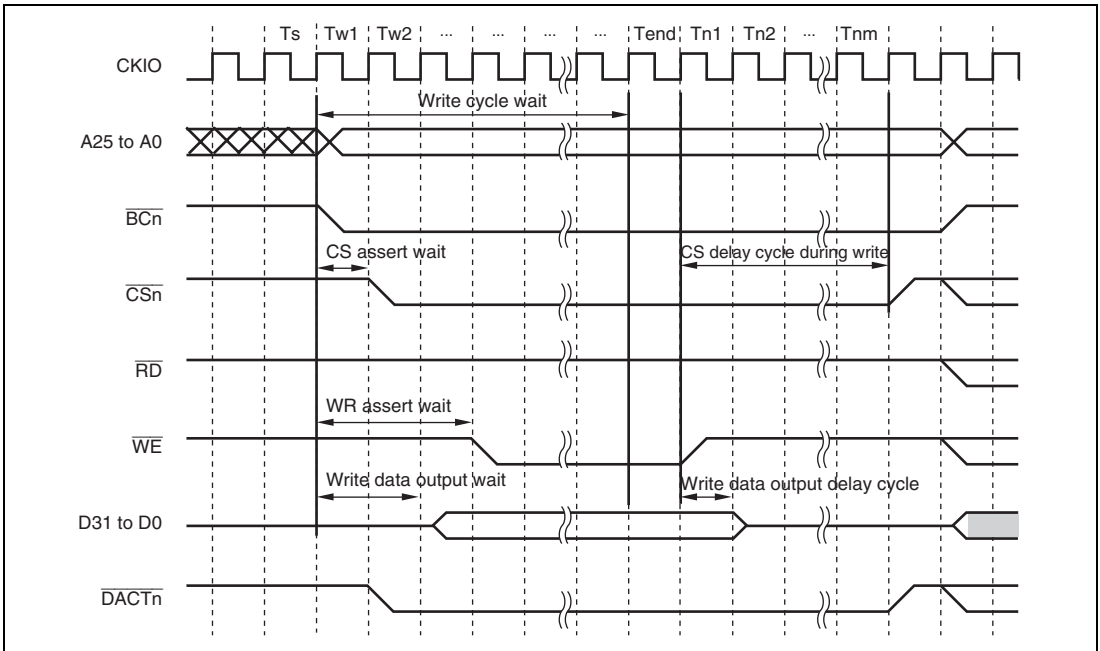 Ts Tw1 Tw2 ... ... ... ... Tend Tn1 Tn2 ... Tnm
CKIO
Write cycle wait
A25 to A0
BCn
CS assert wait
CS delay cycle during write
CSn
RD
WR assert wait
WE
Write data output wait
Write data output delay cycle
D31 to D0
DACTn